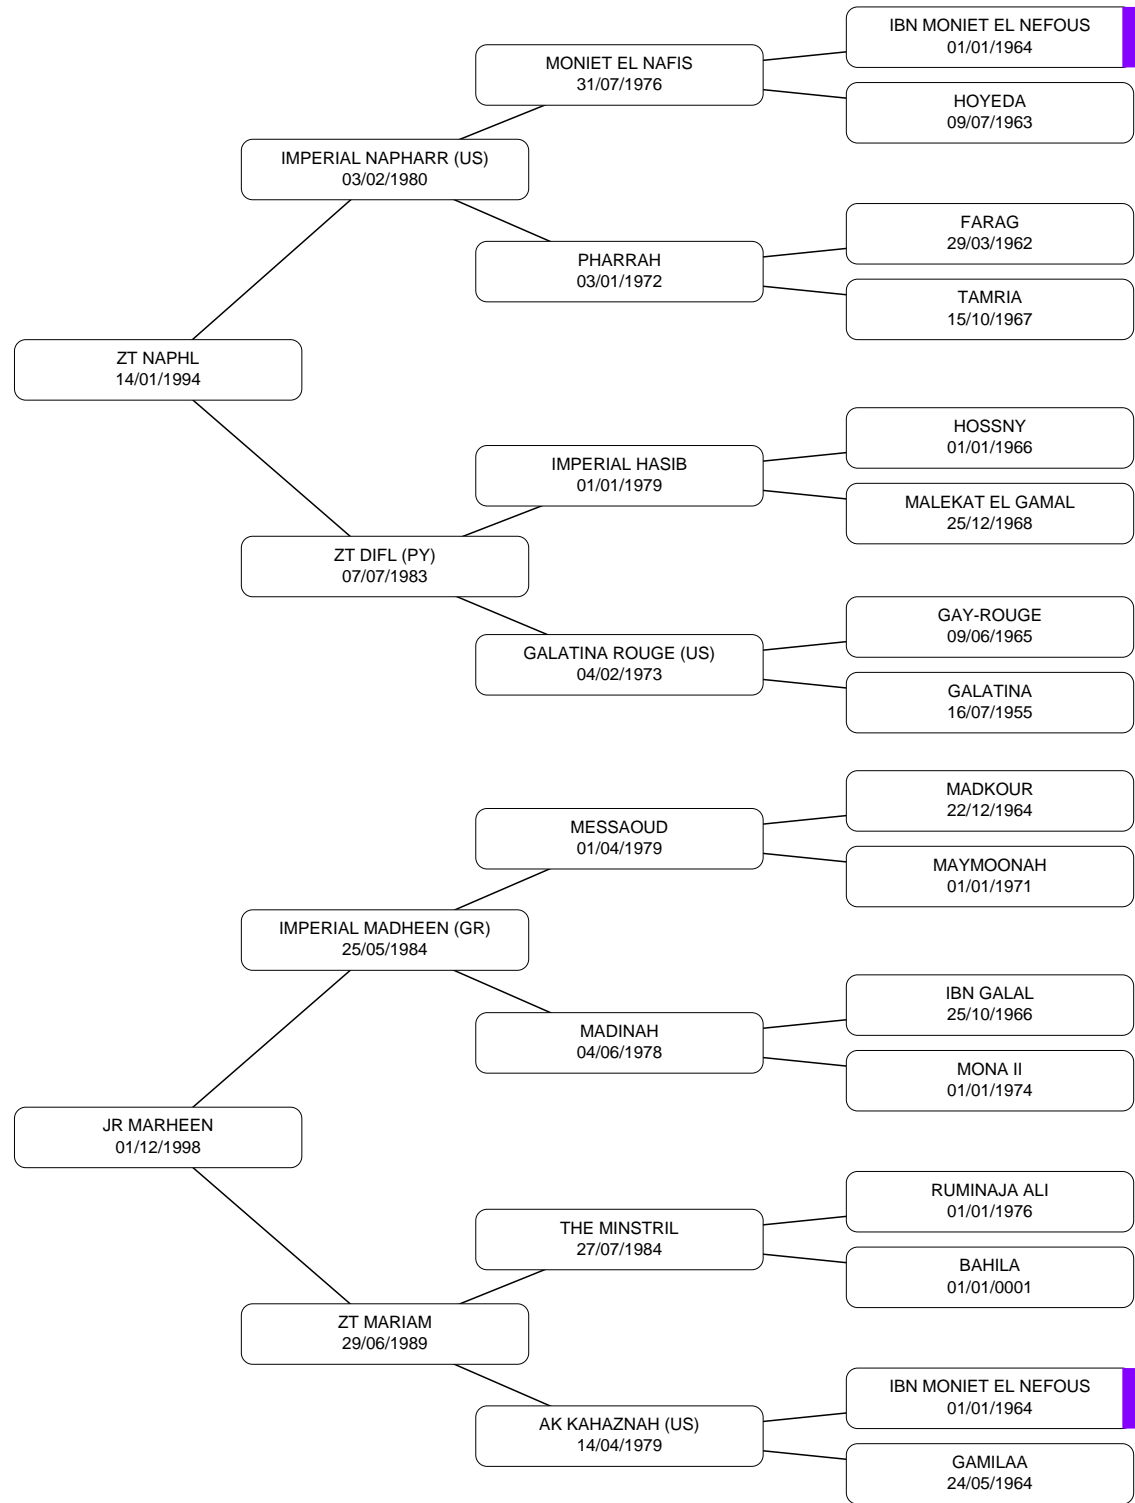 IBN MONIET EL NEFOUS
01/01/1964
MONIET EL NAFIS
31/07/1976
HOYEDA
09/07/1963
IMPERIAL NAPHARR (US)
03/02/1980
FARAG
29/03/1962
PHARRAH
03/01/1972
TAMRIA
15/10/1967
ZT NAPHL
14/01/1994
HOSSNY
01/01/1966
IMPERIAL HASIB
01/01/1979
MALEKAT EL GAMAL
25/12/1968
ZT DIFL (PY)
07/07/1983
GAY-ROUGE
09/06/1965
GALATINA ROUGE (US)
04/02/1973
GALATINA
16/07/1955
MADKOUR
22/12/1964
MESSAOUD
01/04/1979
MAYMOONAH
01/01/1971
IMPERIAL MADHEEN (GR)
25/05/1984
IBN GALAL
25/10/1966
MADINAH
04/06/1978
MONA II
01/01/1974
JR MARHEEN
01/12/1998
RUMINAJA ALI
01/01/1976
THE MINSTRIL
27/07/1984
BAHILA
01/01/0001
ZT MARIAM
29/06/1989
IBN MONIET EL NEFOUS
01/01/1964
AK KAHAZNAH (US)
14/04/1979
GAMILAA
24/05/1964